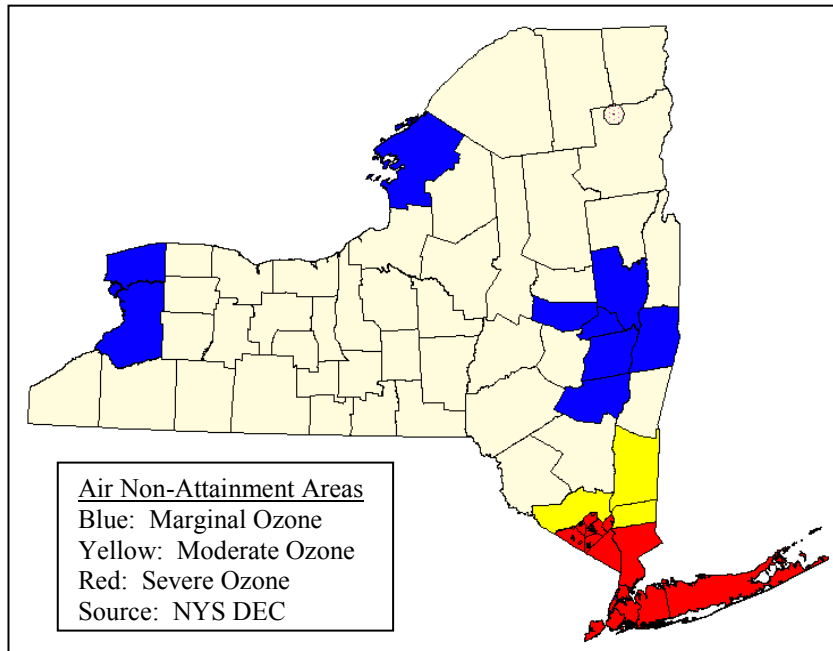 Air Non-Attainment Areas
Blue: Marginal Ozone
Yellow: Moderate Ozone
Red: Severe Ozone
Source: NYS DEC